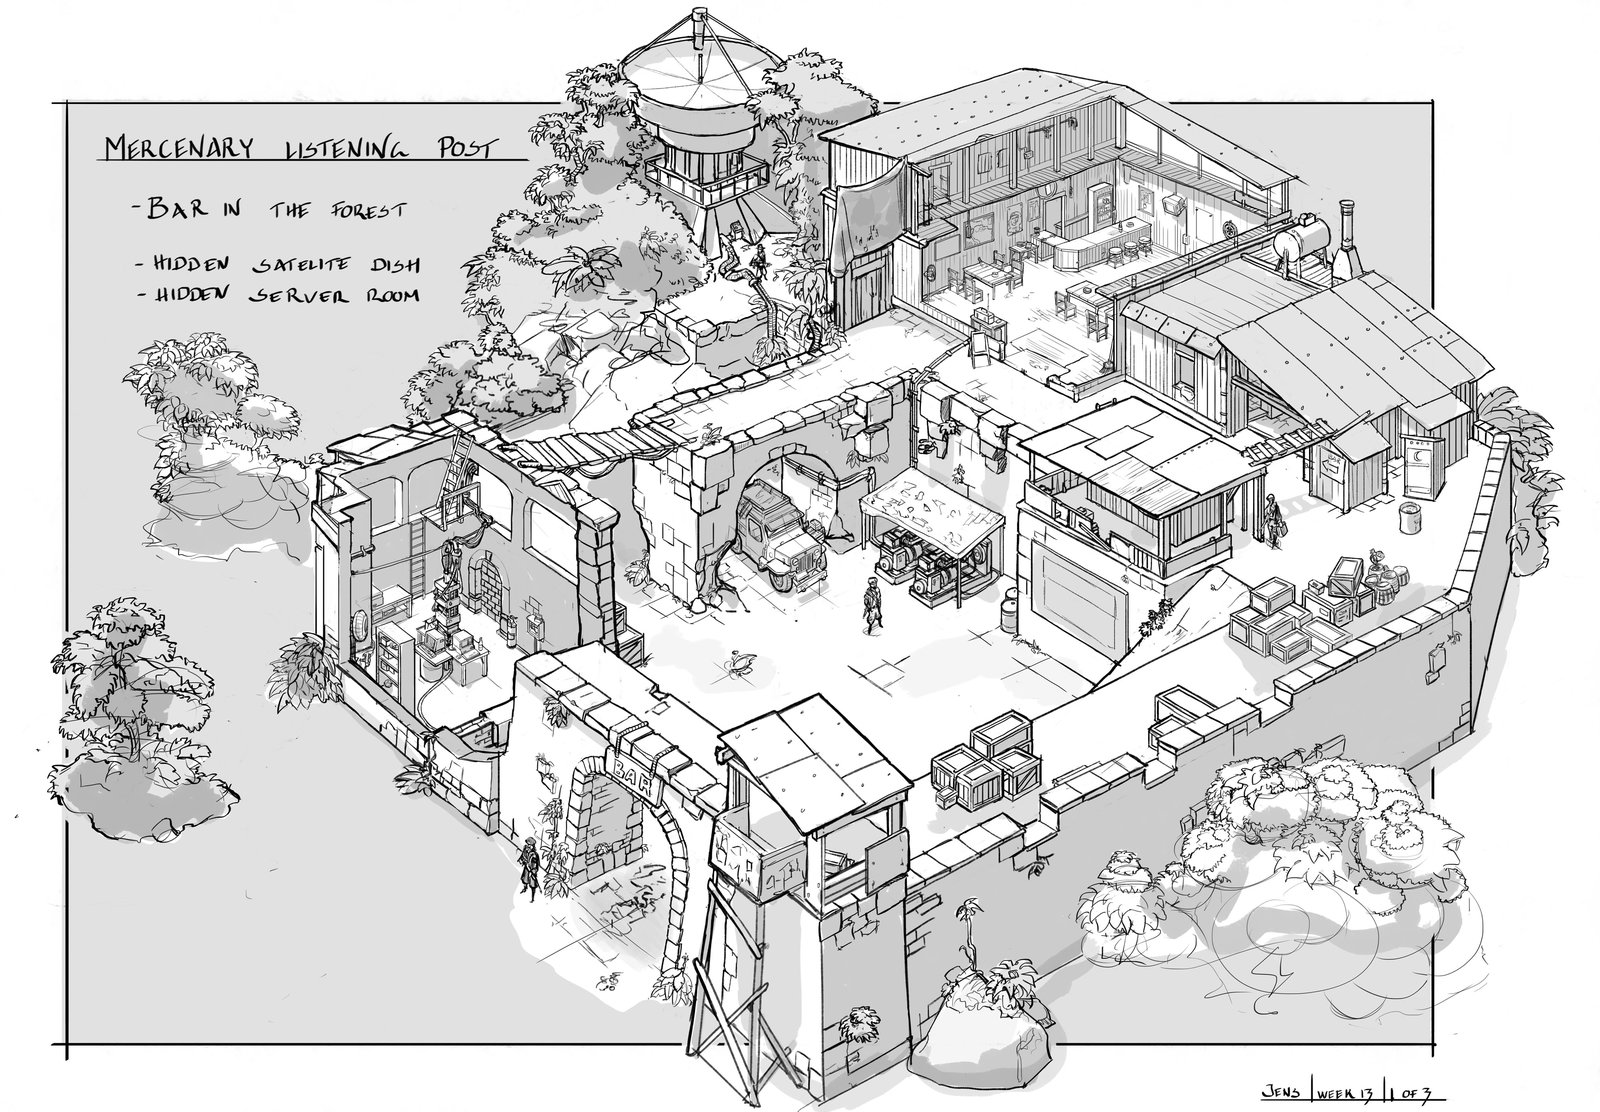 MERCENARY LISTENING POST
- BAR IN THE FOREST
- HIDDEN SATELITE DISH
- HIDDEN SERVER ROOM
BAR
JENS | WEEK 13 | 1 OF 3